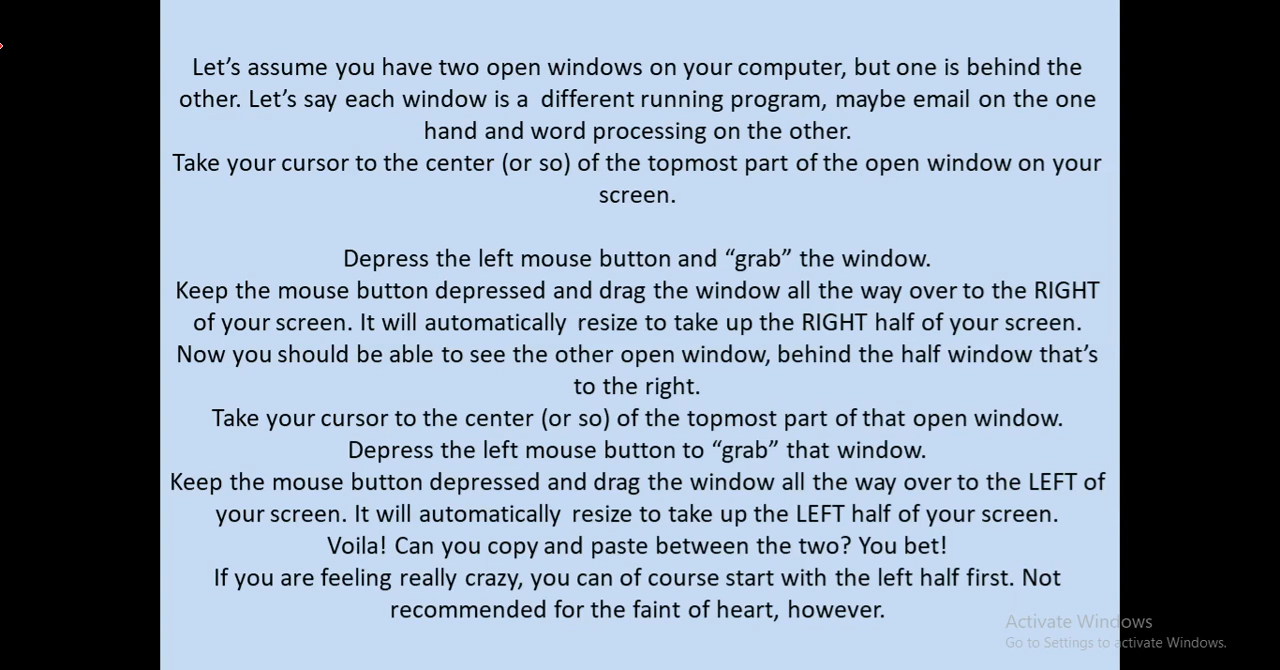 Let’s assume you have two open windows on your computer, but one is behind the
other. Let’s say each window is a different running program, maybe email on the one
hand and word processing on the other.
Take your cursor to the center (or so) of the topmost part of the open window on your
screen.
Depress the left mouse button and “grab” the window.
Keep the mouse button depressed and drag the window all the way over to the RIGHT
of your screen. It will automatically resize to take up the RIGHT half of your screen.
Now you should be able to see the other open window, behind the half window that’s
to the right.
Take your cursor to the center (or so) of the topmost part of that open window.
Depress the left mouse button to “grab” that window.
Keep the mouse button depressed and drag the window all the way over to the LEFT of
your screen. It will automatically resize to take up the LEFT half of your screen.
Voila! Can you copy and paste between the two? You bet!
If you are feeling really crazy, you can of course start with the left half first. Not
recommended for the faint of heart, however.
Activate Windows
Go to Settings to activate Windows.